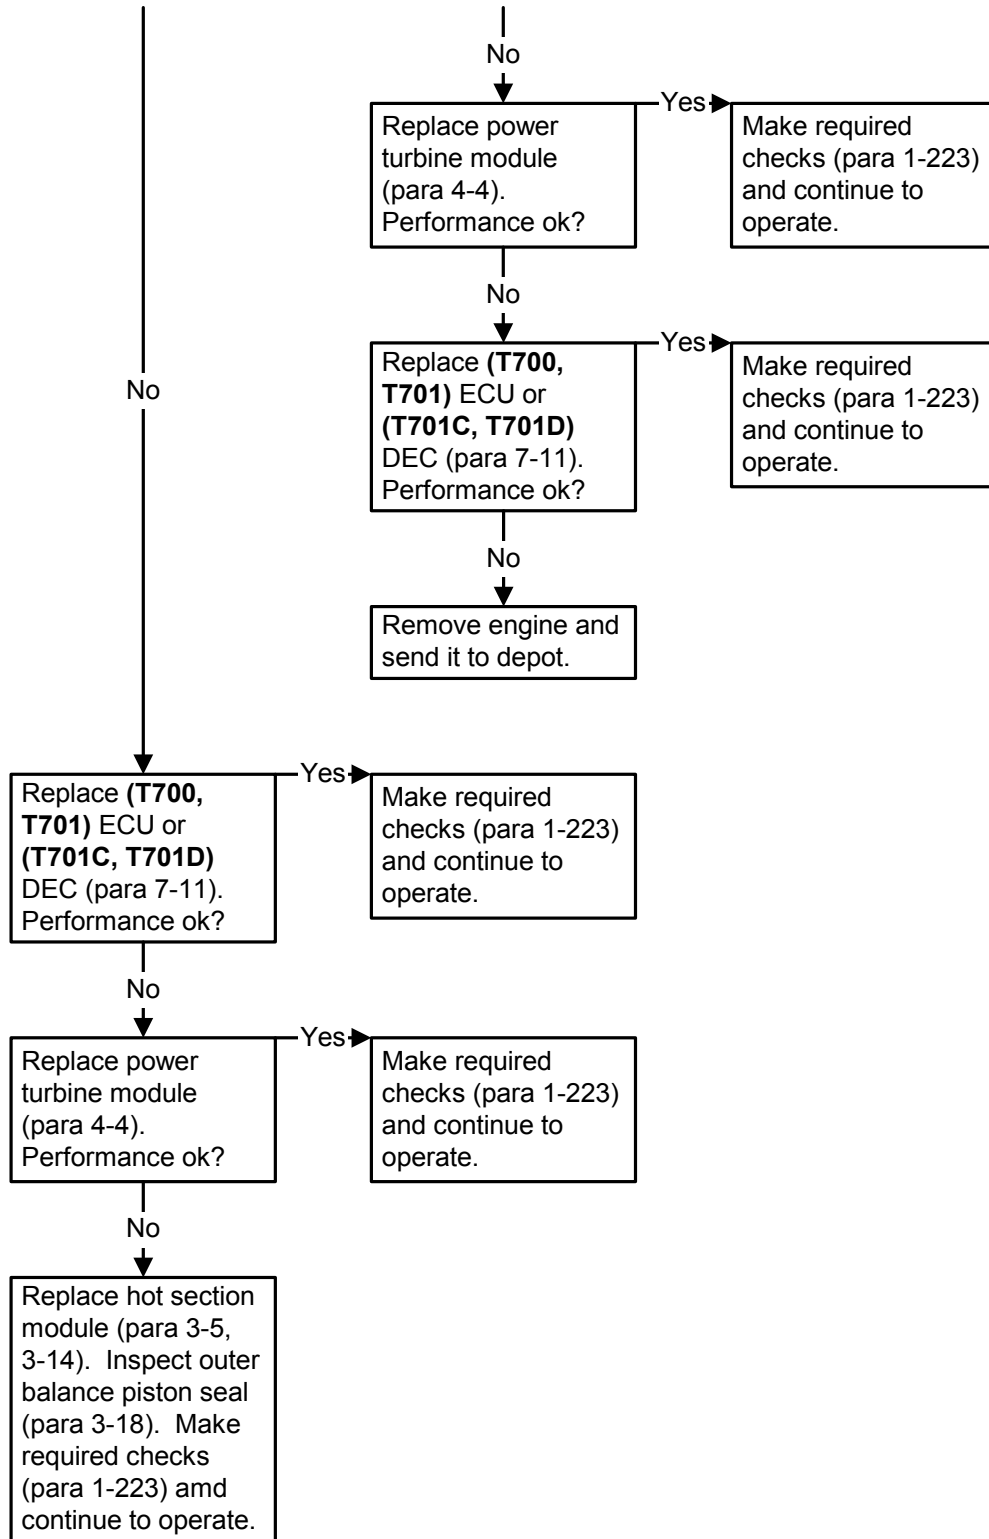 No
Replace power
turbine module
(para 4-4).
Performance ok?
Yes
Make required
checks (para 1-223)
and continue to
operate.
No
Replace (T700,
T701) ECU or
(T701C, T701D)
DEC (para 7-11).
Performance ok?
Yes
Make required
checks (para 1-223)
and continue to
operate.
No
Remove engine and
send it to depot.
No
Replace (T700,
T701) ECU or
(T701C, T701D)
DEC (para 7-11).
Performance ok?
Yes
Make required
checks (para 1-223)
and continue to
operate.
No
Replace power
turbine module
(para 4-4).
Performance ok?
Yes
Make required
checks (para 1-223)
and continue to
operate.
No
Replace hot section
module (para 3-5,
3-14).  Inspect outer
balance piston seal
(para 3-18).  Make
required checks
(para 1-223) amd
continue to operate.